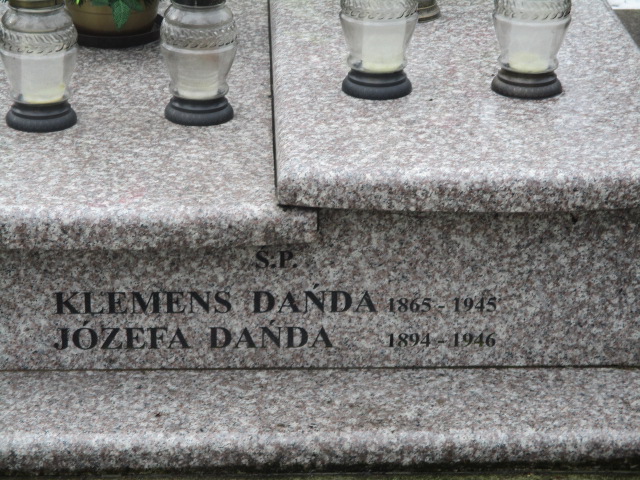 Ś.P.
KLEMENS DAŃDA 1865 - 1945
JÓZEFA DAŃDA 1894 - 1946